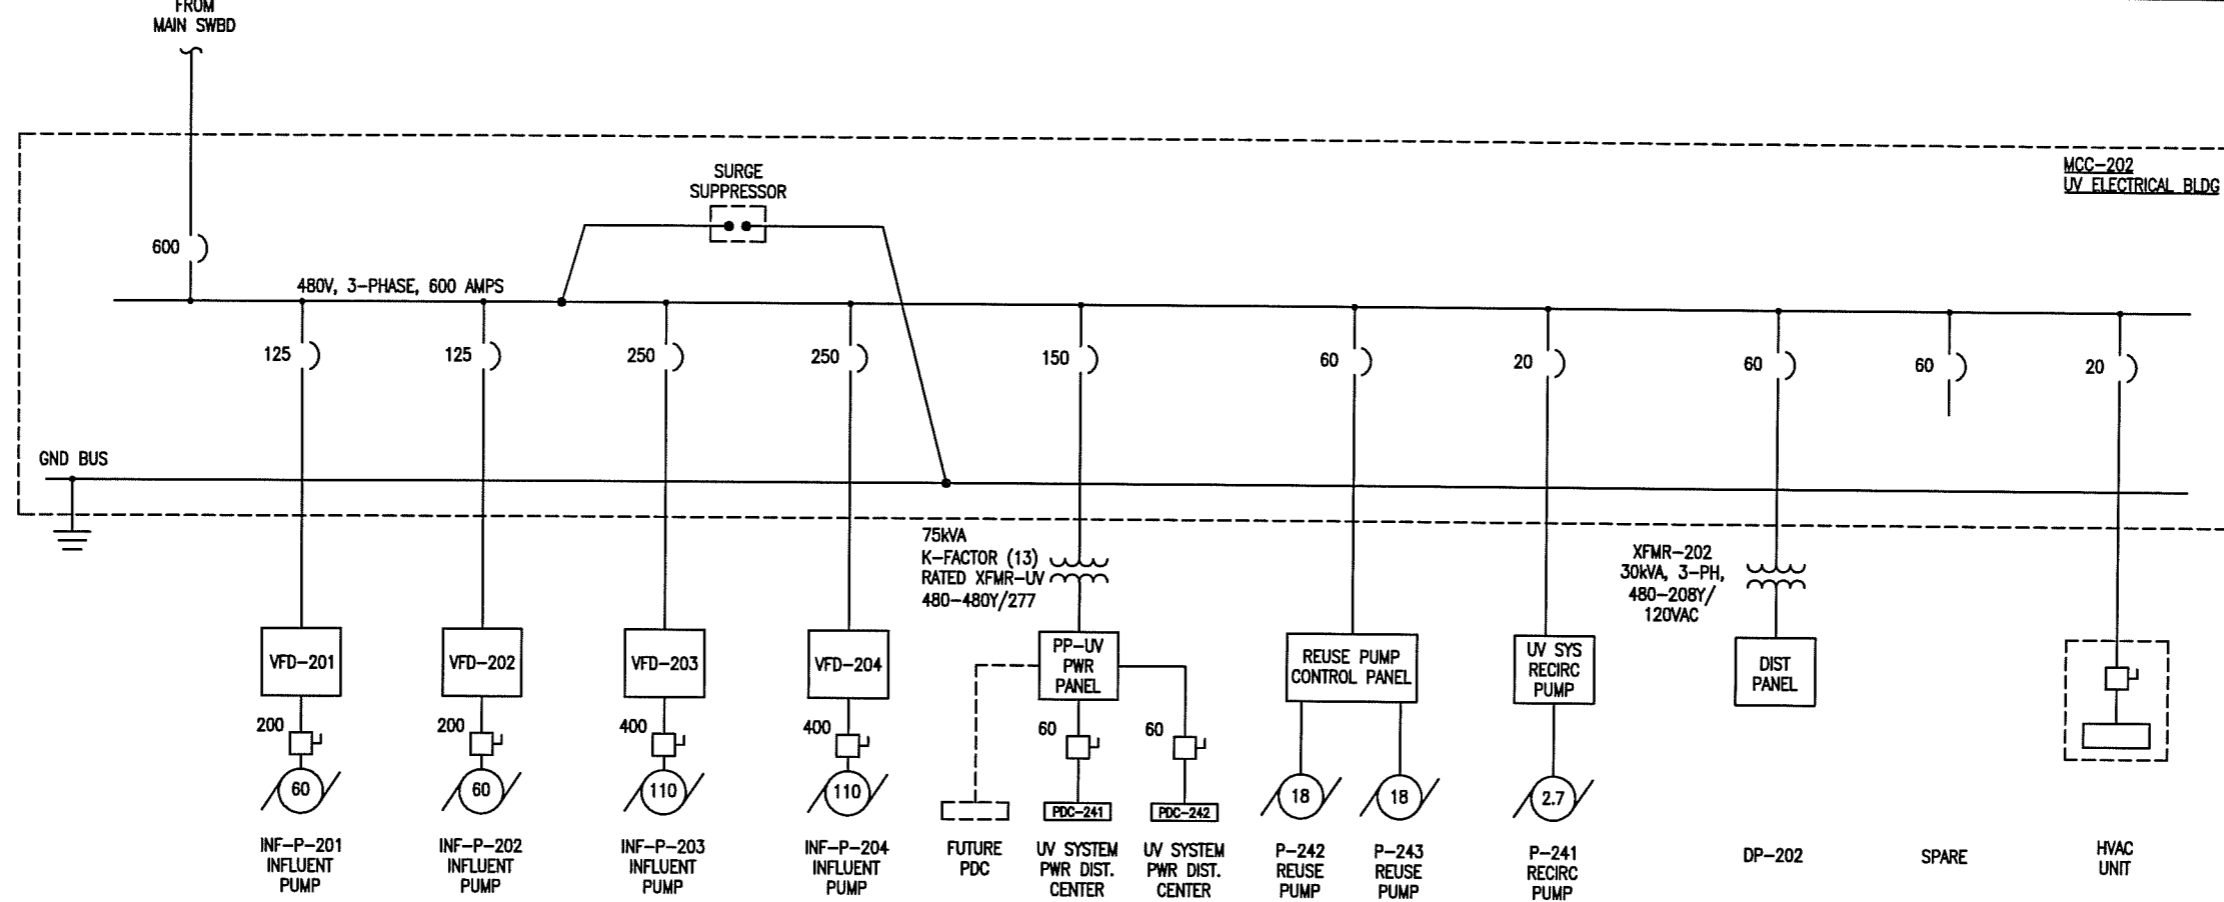 FROM
MAIN SWBD
MCC-202
UV ELECTRICAL BLDG
SURGE
SUPPRESSOR
600
480V, 3-PHASE, 600 AMPS
125
125
250
250
150
60
20
60
60
20
GND BUS
75kVA
K-FACTOR (13)
RATED XFMR-UV
480-480Y/277
XFMR-202
30kVA, 3-PH,
480-208Y/
120VAC
VFD-201
VFD-202
VFD-203
VFD-204
PP-UV
PWR
PANEL
REUSE PUMP
CONTROL PANEL
UV SYS
RECIRC
PUMP
DIST
PANEL
200
200
400
400
60
60
60
60
110
110
PDC-241
PDC-242
18
18
2.7
INF-P-201
INFLUENT
PUMP
INF-P-202
INFLUENT
PUMP
INF-P-203
INFLUENT
PUMP
INF-P-204
INFLUENT
PUMP
FUTURE
PDC
UV SYSTEM
PWR DIST.
CENTER
UV SYSTEM
PWR DIST.
CENTER
P-242
REUSE
PUMP
P-243
REUSE
PUMP
P-241
RECIRC
PUMP
DP-202
SPARE
HVAC
UNIT